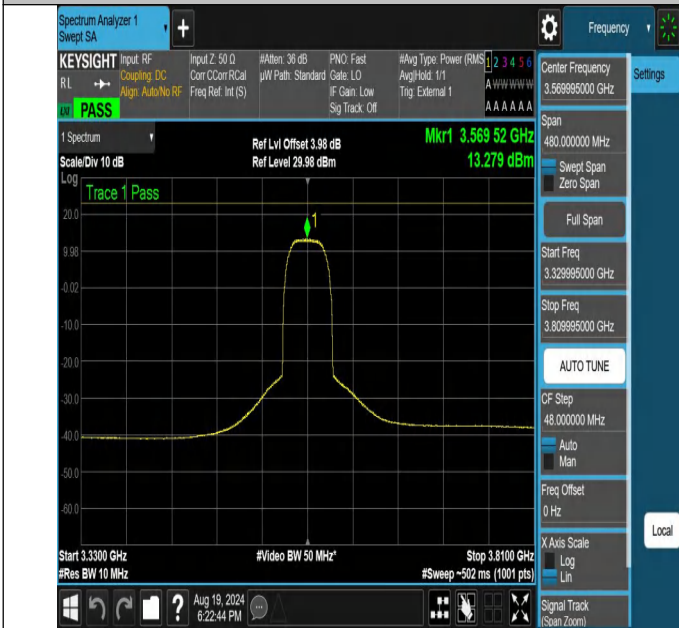 Spectrum Analyzer 1
Swept SA
+
Frequency
KEYSIGHT
RL
PASS
Input: RF
Coupling: DC
Align: Auto/No RF
Input Z: 50 Ω
Corr CCorr RCal
Freq Ref: Int (S)
#Atten: 36 dB
µW Path: Standard
PNO: Fast
Gate: LO
IF Gain: Low
Sig Track: Off
#Avg Type: Power (RMS
Avg|Hold: 1/1
Trig: External 1
1 2 3 4 5 6
A W W W W W
A A A A A A
Center Frequency
3.569995000 GHz
Settings
Span
480.000000 MHz
Swept Span
Zero Span
Full Span
Start Freq
3.329995000 GHz
Stop Freq
3.809995000 GHz
AUTO TUNE
CF Step
48.000000 MHz
Auto
Man
Freq Offset
0 Hz
X Axis Scale
Log
Lin
Local
Signal Track
(Span Zoom)
1 Spectrum
Scale/Div 10 dB
Ref Lvl Offset 3.98 dB
Ref Level 29.98 dBm
Mkr1 3.569 52 GHz
13.279 dBm
Log
Trace 1 Pass
1
20.0
9.98
-0.02
-10.0
-20.0
-30.0
-40.0
-50.0
-60.0
Start 3.3300 GHz
#Res BW 10 MHz
#Video BW 50 MHz*
Stop 3.8100 GHz
#Sweep ~502 ms (1001 pts)
?
Aug 19, 2024
6:22:44 PM